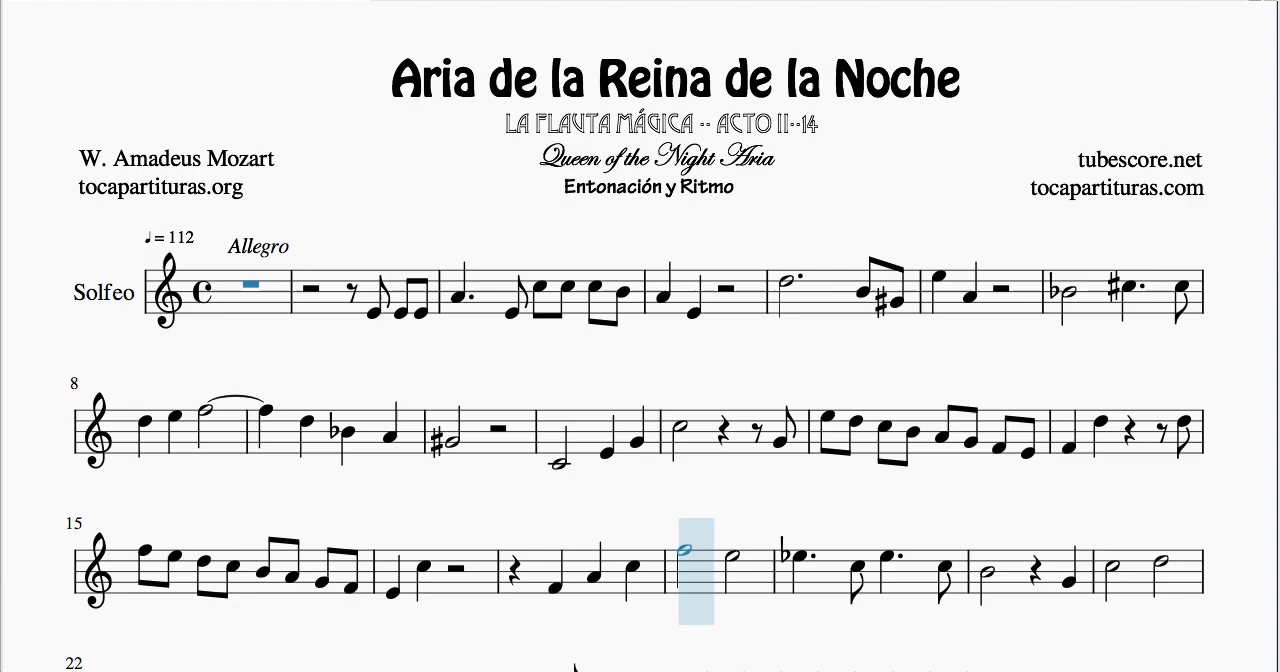 Aria de la Reina de la Noche
LA FLAUTA MÁGICA -- ACTO II--14
W. Amadeus Mozart
Queen of the Night Aria
tubescore.net
tocapartituras.org
Entonación y Ritmo
tocapartituras.com
♩ = 112
Allegro
Solfeo
8
15
22